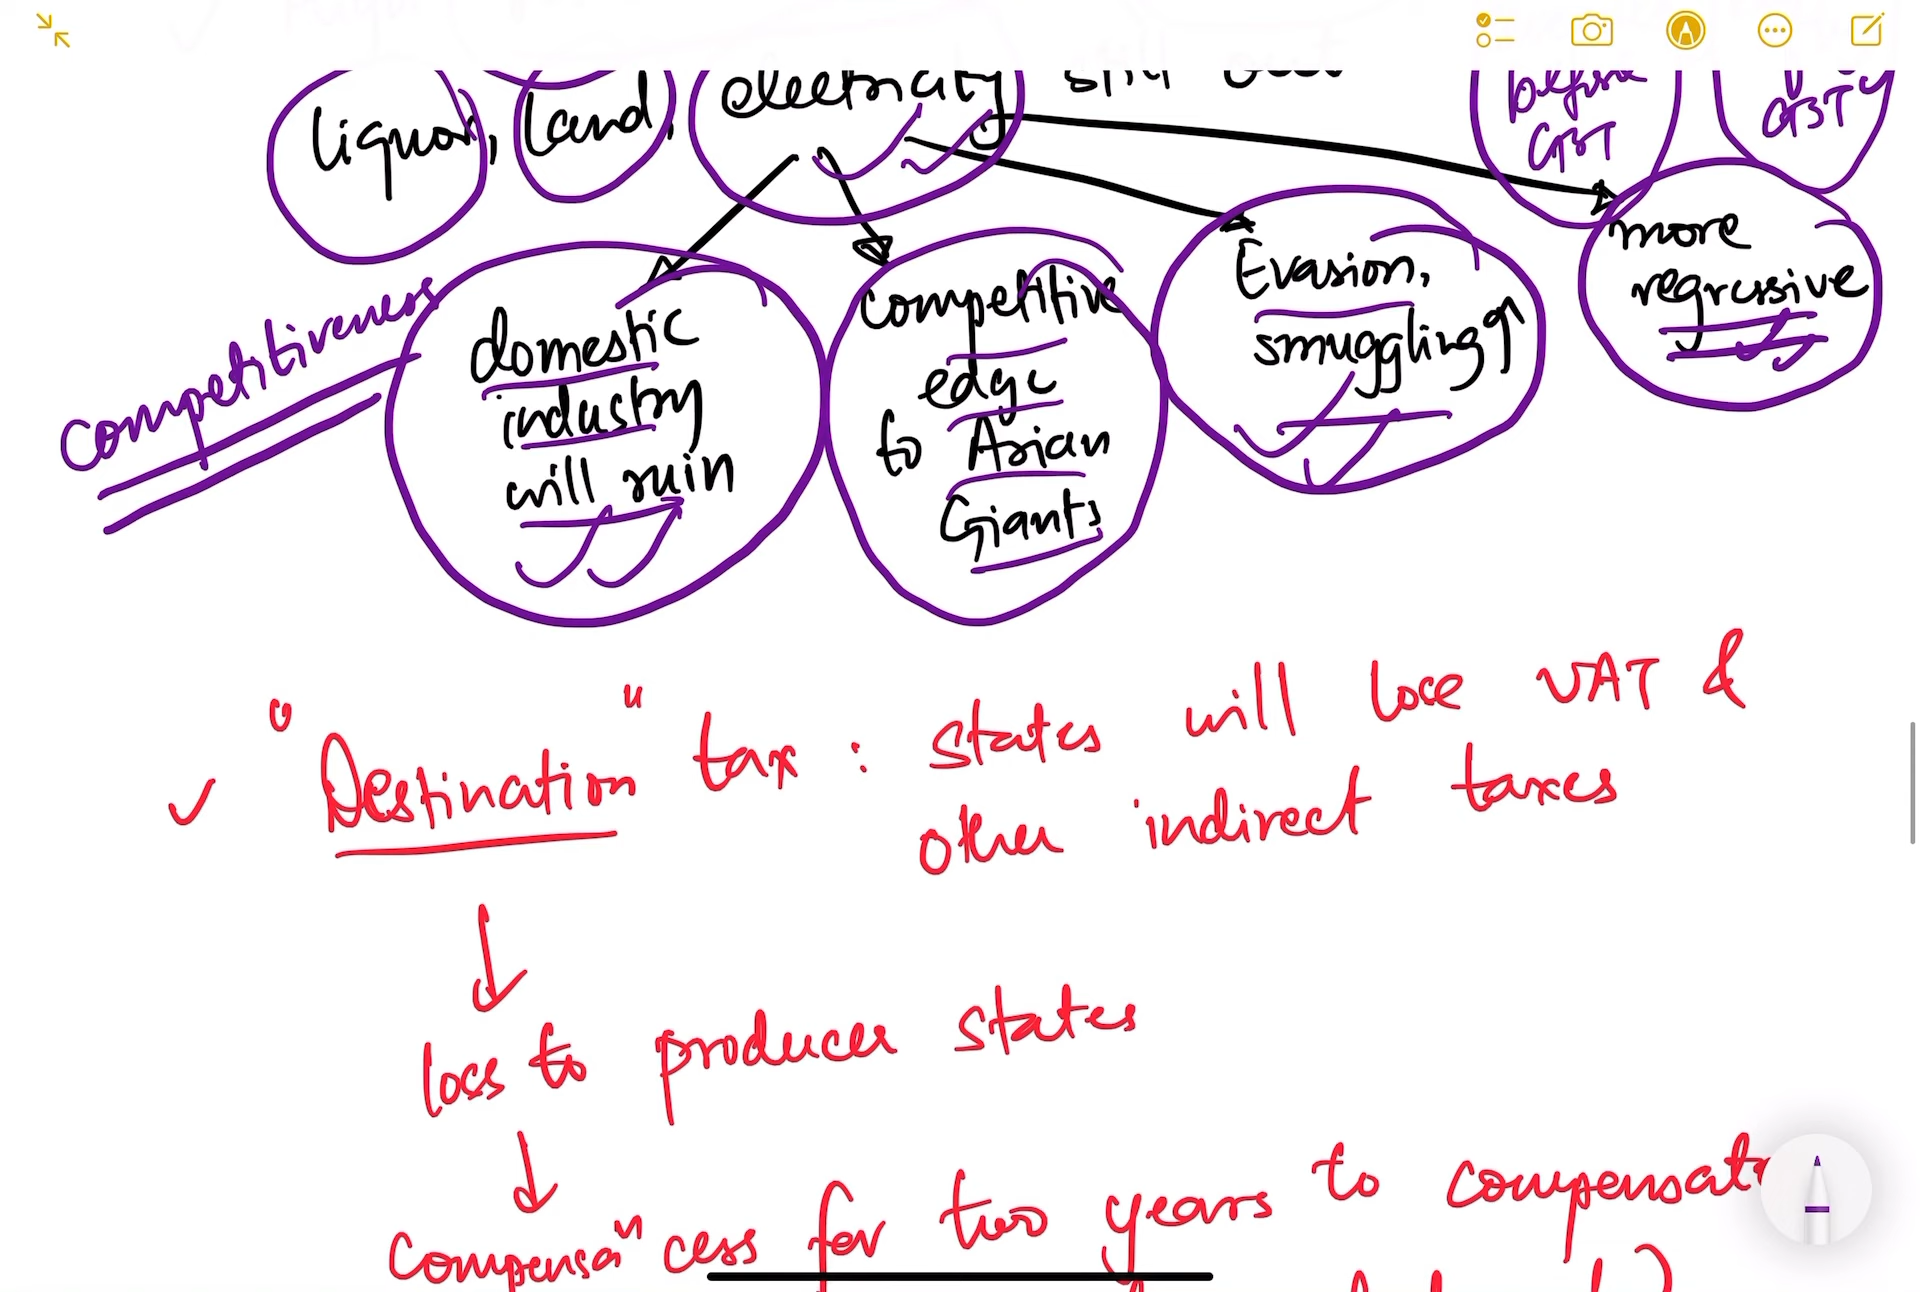 liquor, land, electricity still out
before
GST
GST
competitiveness
domestic
industry
will ruin
competitive
edge
to Asian
Giants
Evasion,
smuggling↑
more
regressive
✓ "Destination" tax : states will lose VAT &
other indirect taxes
↓
loss to producer states
↓
Compensa" cess for two years to compensate